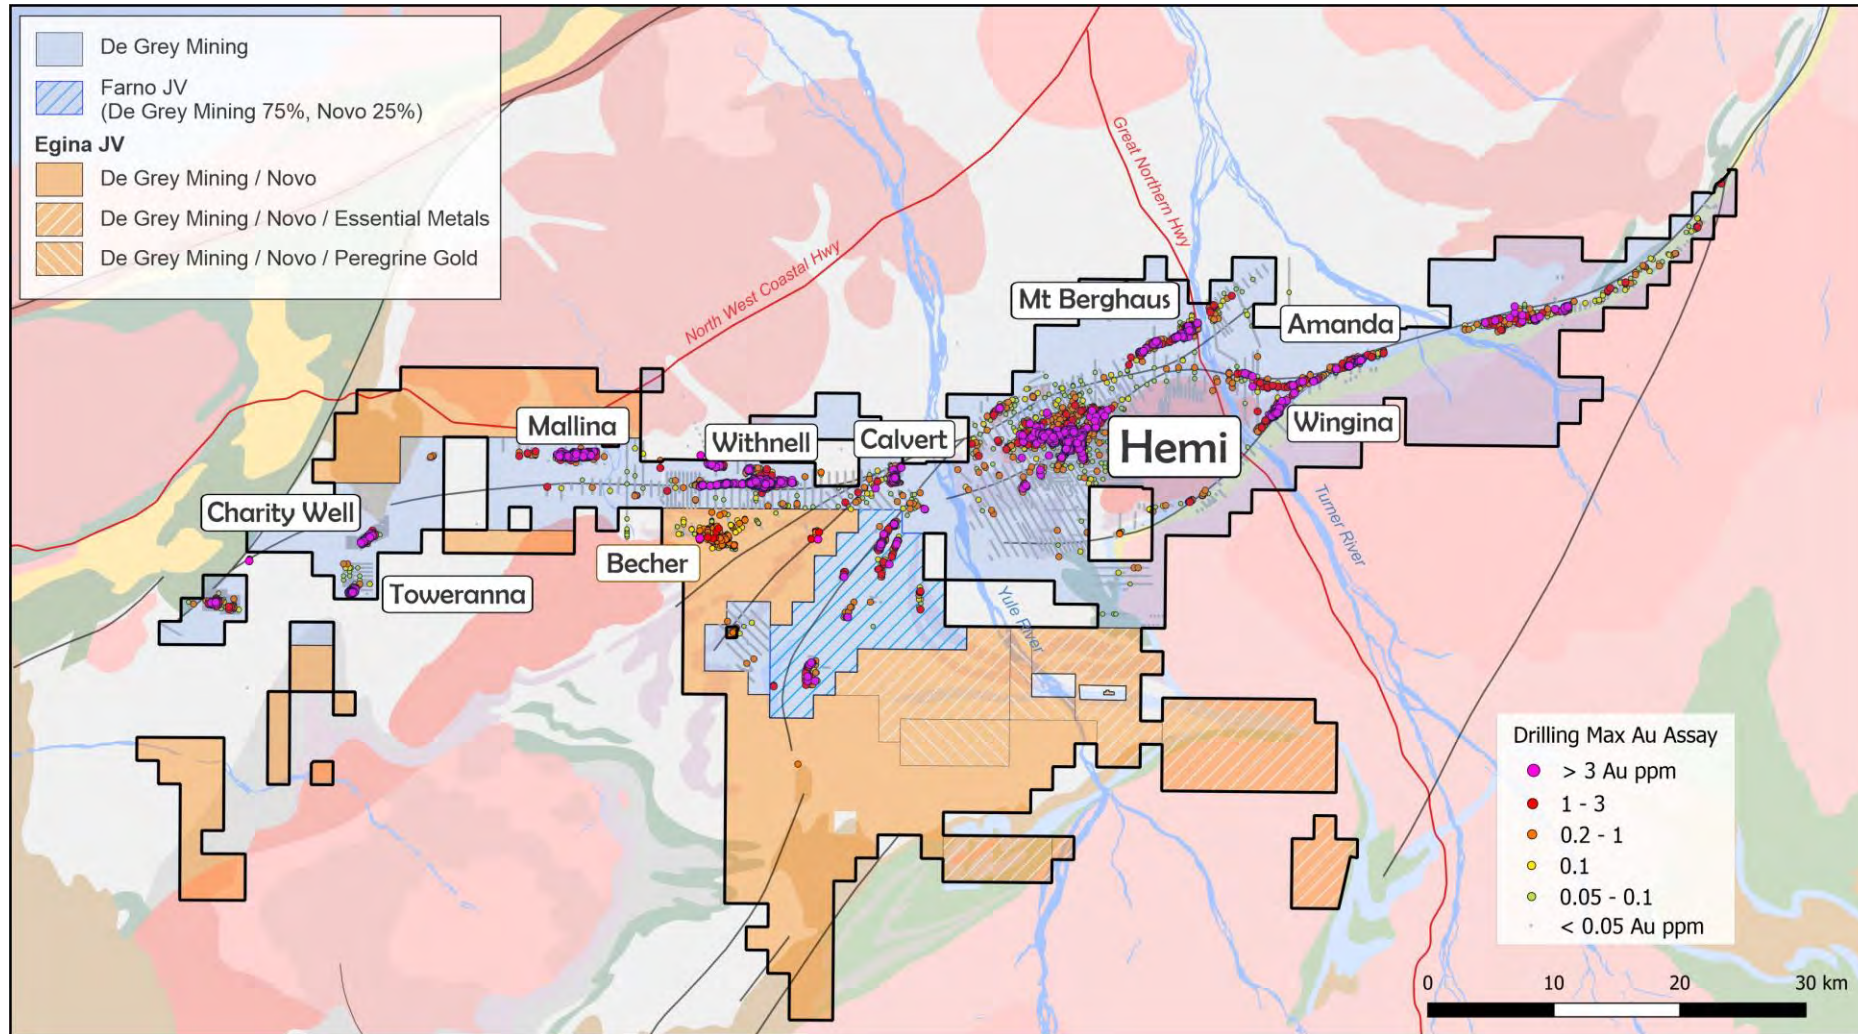 De Grey Mining
Farno JV
(De Grey Mining 75%, Novo 25%)
Egina JV
De Grey Mining / Novo
De Grey Mining / Novo / Essential Metals
De Grey Mining / Novo / Peregrine Gold
North West Coastal Hwy
Great Northern Hwy
Mt Berghaus
Amanda
Mallina
Withnell
Calvert
Hemi
Wingina
Charity Well
Becher
Toweranna
Yule River
Turner River
Drilling Max Au Assay
> 3 Au ppm
1 - 3
0.2 - 1
0.1
0.05 - 0.1
< 0.05 Au ppm
0 10 20 30 km